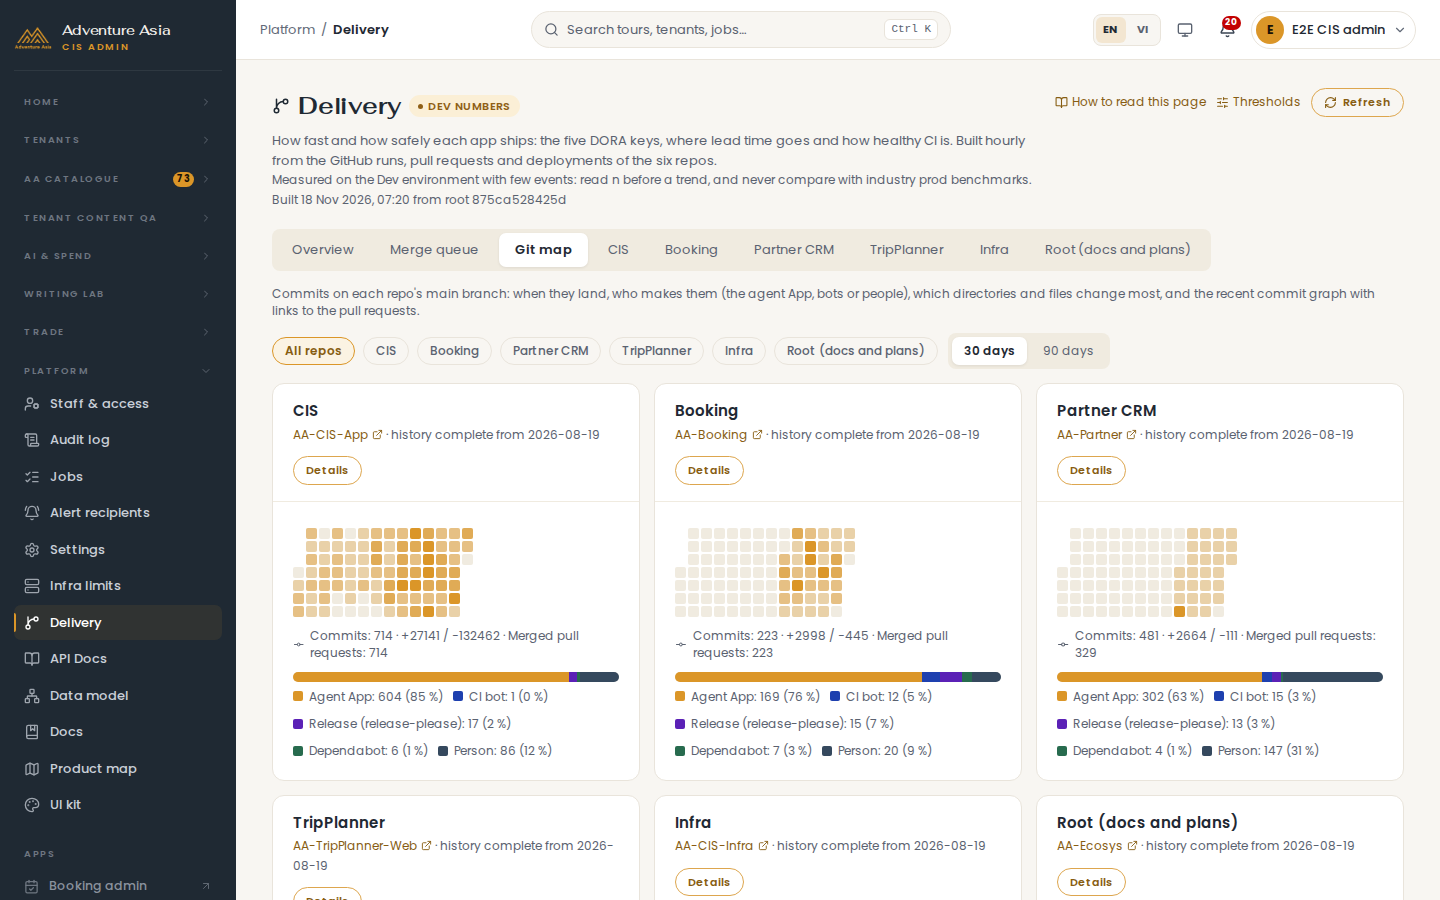 Adventure Asia
CIS ADMIN
Adventure Asia
HOME
TENANTS
AA CATALOGUE 73
TENANT CONTENT QA
AI & SPEND
WRITING LAB
TRADE
PLATFORM
Staff & access
Audit log
Jobs
Alert recipients
Settings
Infra limits
Delivery
API Docs
Data model
Docs
Product map
UI kit
APPS
Booking admin
Platform / Delivery
Search tours, tenants, jobs... Ctrl K
EN VI
20
E E2E CIS admin
Delivery DEV NUMBERS
How to read this page Thresholds Refresh
How fast and how safely each app ships: the five DORA keys, where lead time goes and how healthy CI is. Built hourly
from the GitHub runs, pull requests and deployments of the six repos.
Measured on the Dev environment with few events: read n before a trend, and never compare with industry prod benchmarks.
Built 18 Nov 2026, 07:20 from root 875ca528425d
Overview Merge queue Git map CIS Booking Partner CRM TripPlanner Infra Root (docs and plans)
Commits on each repo's main branch: when they land, who makes them (the agent App, bots or people), which directories and files change most, and the recent commit graph with
links to the pull requests.
All repos CIS Booking Partner CRM TripPlanner Infra Root (docs and plans) 30 days 90 days
CIS
AA-CIS-App · history complete from 2026-08-19
Details
Commits: 714 · +27141 / -132462 · Merged pull
requests: 714
Agent App: 604 (85 %) CI bot: 1 (0 %)
Release (release-please): 17 (2 %)
Dependabot: 6 (1 %) Person: 86 (12 %)
Booking
AA-Booking · history complete from 2026-08-19
Details
Commits: 223 · +2998 / -445 · Merged pull
requests: 223
Agent App: 169 (76 %) CI bot: 12 (5 %)
Release (release-please): 15 (7 %)
Dependabot: 7 (3 %) Person: 20 (9 %)
Partner CRM
AA-Partner · history complete from 2026-08-19
Details
Commits: 481 · +2664 / -111 · Merged pull requests:
329
Agent App: 302 (63 %) CI bot: 15 (3 %)
Release (release-please): 13 (3 %)
Dependabot: 4 (1 %) Person: 147 (31 %)
TripPlanner
AA-TripPlanner-Web · history complete from 2026-
08-19
Details
Infra
AA-CIS-Infra · history complete from 2026-08-19
Details
Root (docs and plans)
AA-Ecosys · history complete from 2026-08-19
Details